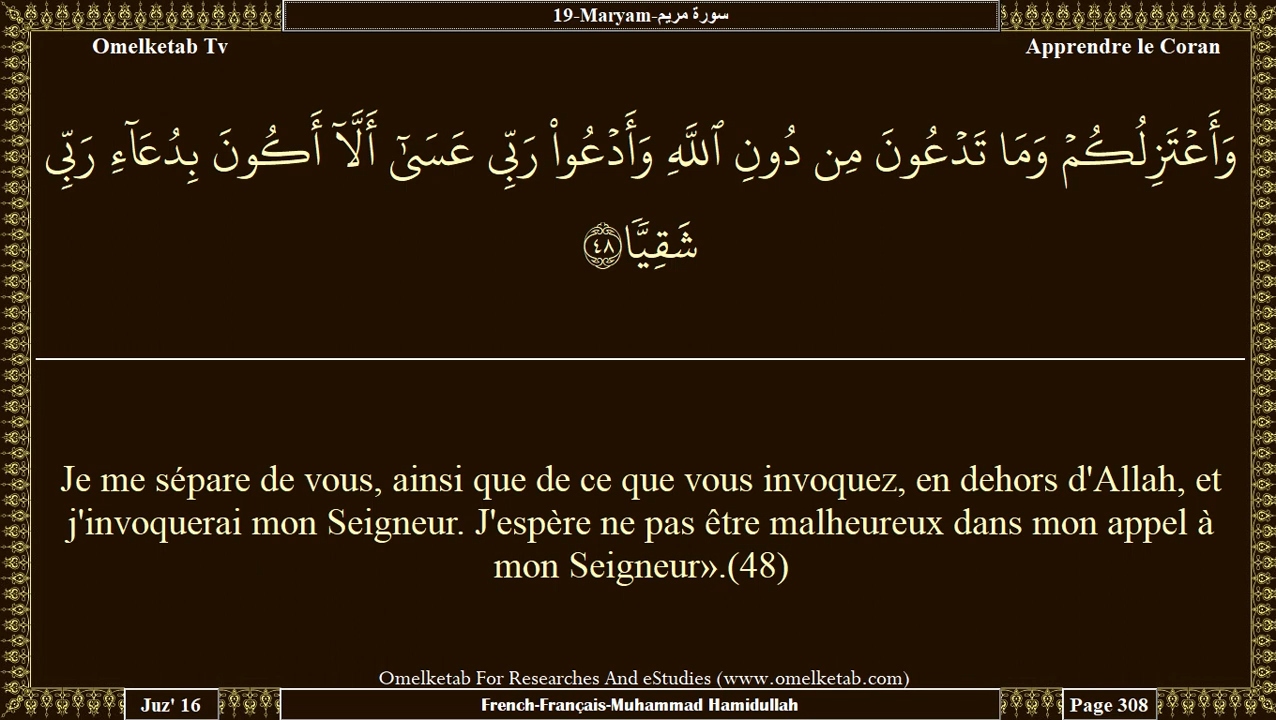 19-Maryam-سورة مريم
Omelketab Tv
Apprendre le Coran
وَأَعۡتَزِلُكُمۡ وَمَا تَدۡعُونَ مِن دُونِ ٱللَّهِ وَأَدۡعُواْ رَبِّي عَسَىٰٓ أَلَّآ أَكُونَ بِدُعَآءِ رَبِّي
شَقِيّٗا ٤٨
Je me sépare de vous, ainsi que de ce que vous invoquez, en dehors d'Allah, et
j'invoquerai mon Seigneur. J'espère ne pas être malheureux dans mon appel à
mon Seigneur».(48)
Omelketab For Researches And eStudies (www.omelketab.com)
Juz' 16
French-Français-Muhammad Hamidullah
Page 308